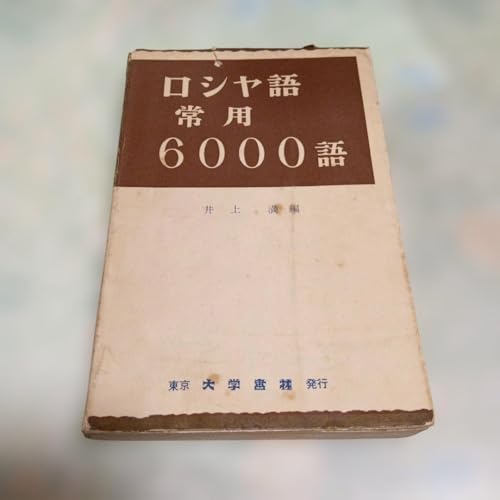 ロシヤ語
常用
6000語
井上 満 編
東京 大学書林 発行